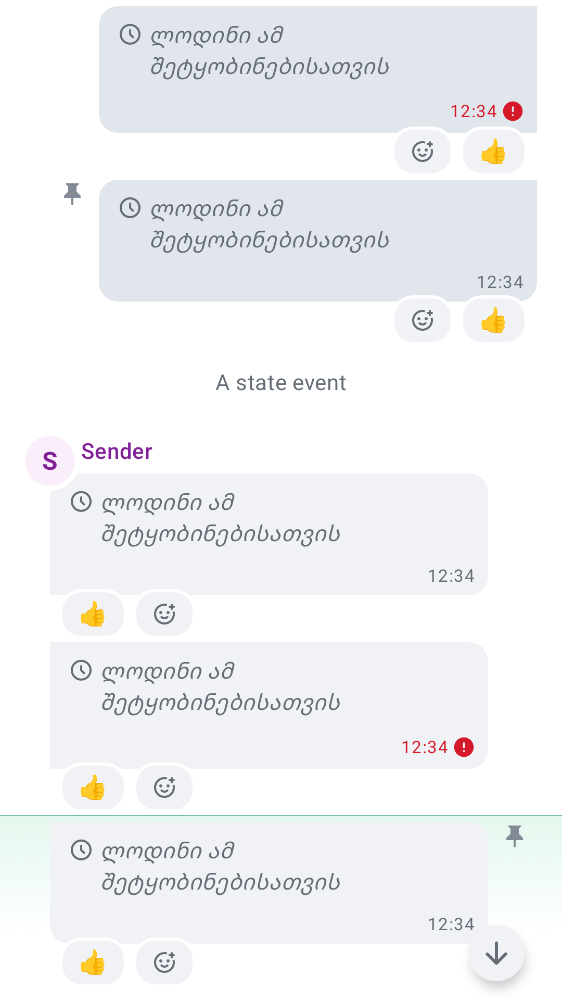 ლოდინი ამ
შეტყობინებისათვის
12:34
👍
ლოდინი ამ
შეტყობინებისათვის
12:34
👍
A state event
S
Sender
ლოდინი ამ
შეტყობინებისათვის
12:34
👍
ლოდინი ამ
შეტყობინებისათვის
12:34
👍
ლოდინი ამ
შეტყობინებისათვის
12:34
👍